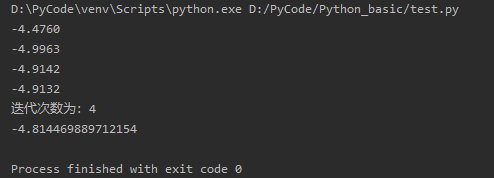 D:\PyCode\venv\Scripts\python.exe D:/PyCode/Python_basic/test.py
-4.4760
-4.9963
-4.9142
-4.9132
迭代次数为: 4
-4.814469889712154
Process finished with exit code 0